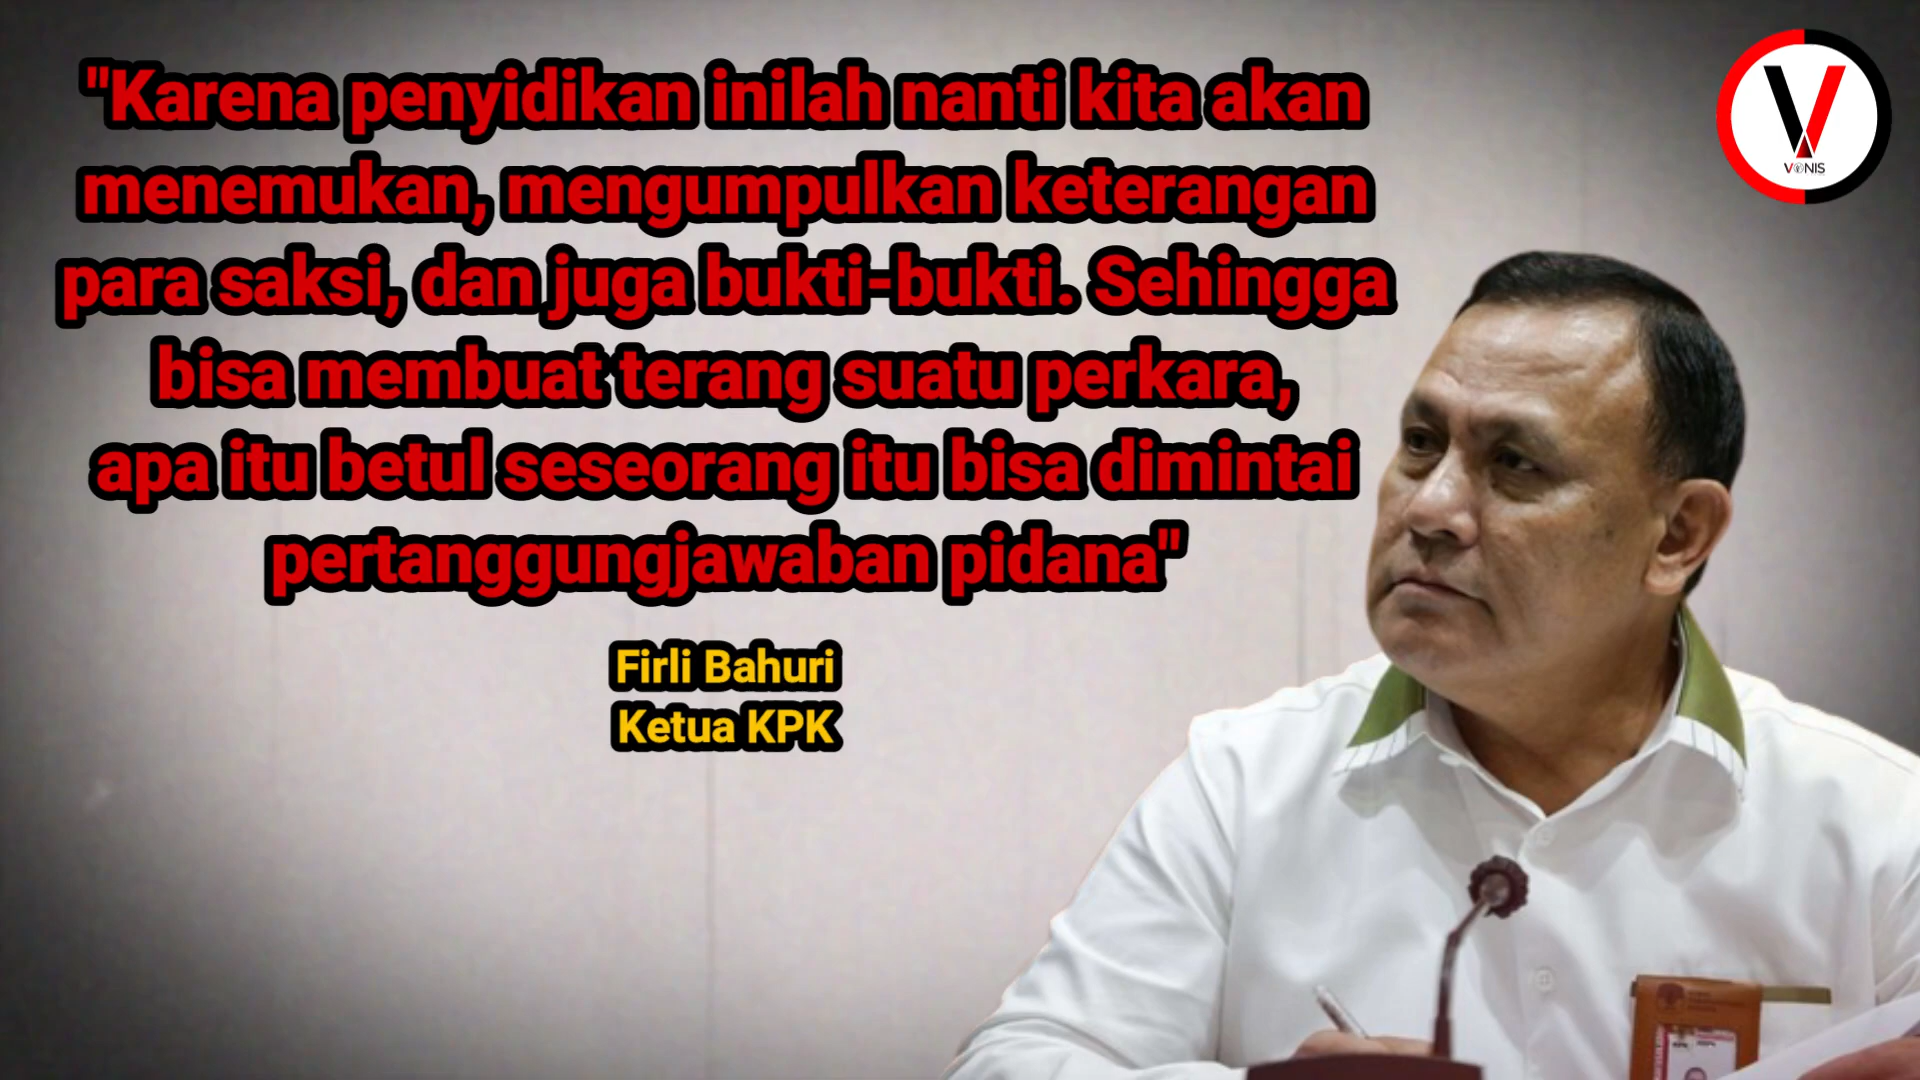 "Karena penyidikan inilah nanti kita akan
menemukan, mengumpulkan keterangan
para saksi, dan juga bukti-bukti. Sehingga
bisa membuat terang suatu perkara,
apa itu betul seseorang itu bisa dimintai
pertanggungjawaban pidana"
Firli Bahuri
Ketua KPK
VONIS